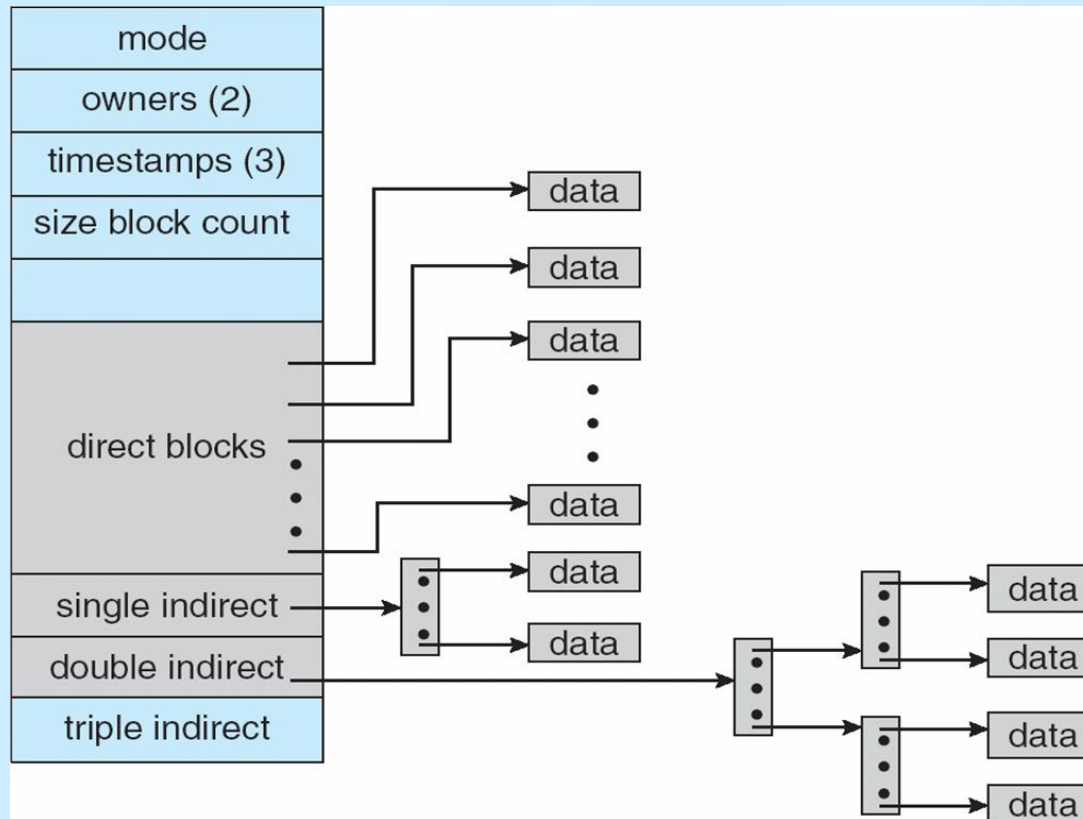 mode
owners (2)
timestamps (3)
size block count
direct blocks
single indirect
double indirect
triple indirect
data
data
data
data
data
data
data
data
data
data